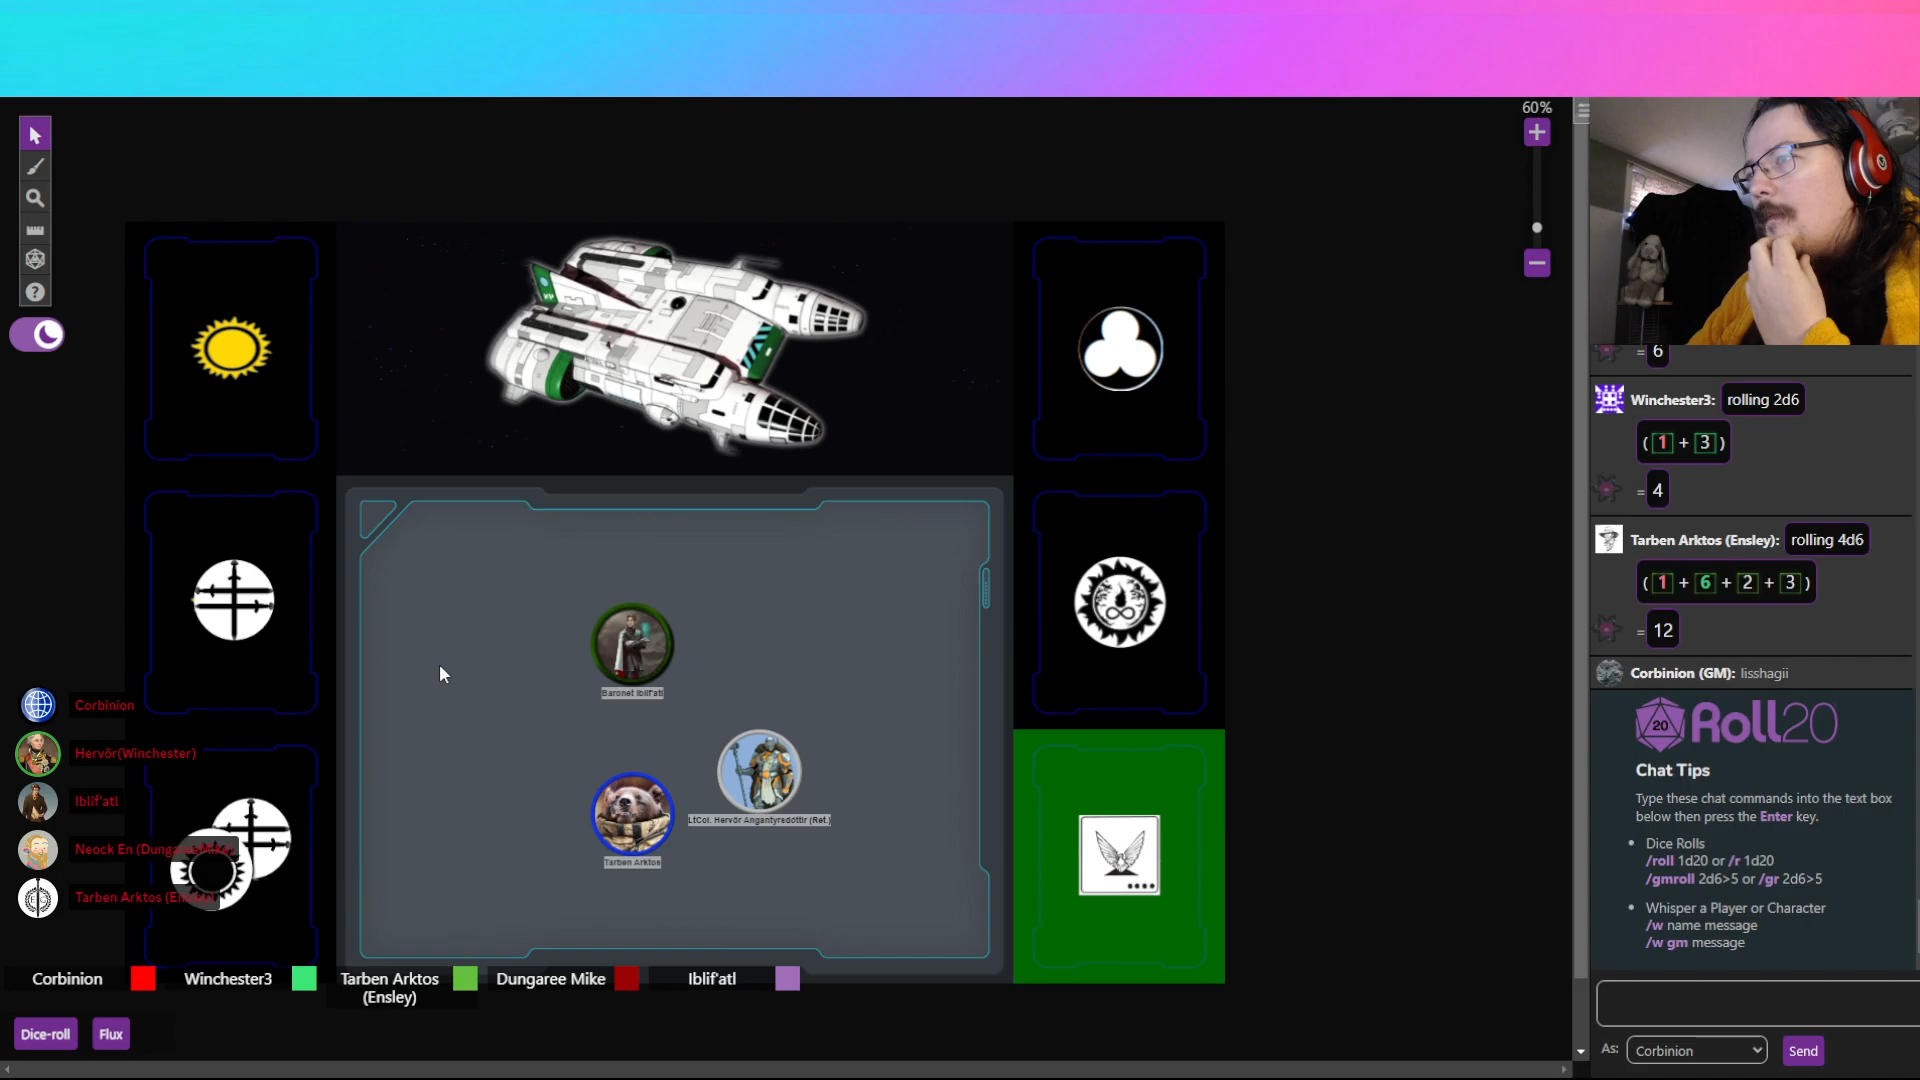 60%
6
=
Winchester3: rolling 2d6
( 1 + 3 )
= 4
Tarben Arktos (Ensley): rolling 4d6
( 1 + 6 + 2 + 3 )
= 12
Corbinion (GM): lisshagii
20 Roll20
Chat Tips
Type these chat commands into the text box
below then press the Enter key.
Dice Rolls
/roll 1d20 or /r 1d20
/gmroll 2d6>5 or /gr 2d6>5
Whisper a Player or Character
/w name message
/w gm message
As: Corbinion Send
Baronet Iblif'atl
LtCol. Hervör Angantyrsdóttir (Ret.)
Tarben Arktos
Corbinion
Hervör(Winchester)
Iblif'atl
Neock En (Dungaree Mike)
Tarben Arktos (Ensley)
Corbinion Winchester3 Tarben Arktos Dungaree Mike Iblif'atl
(Ensley)
Dice-roll Flux